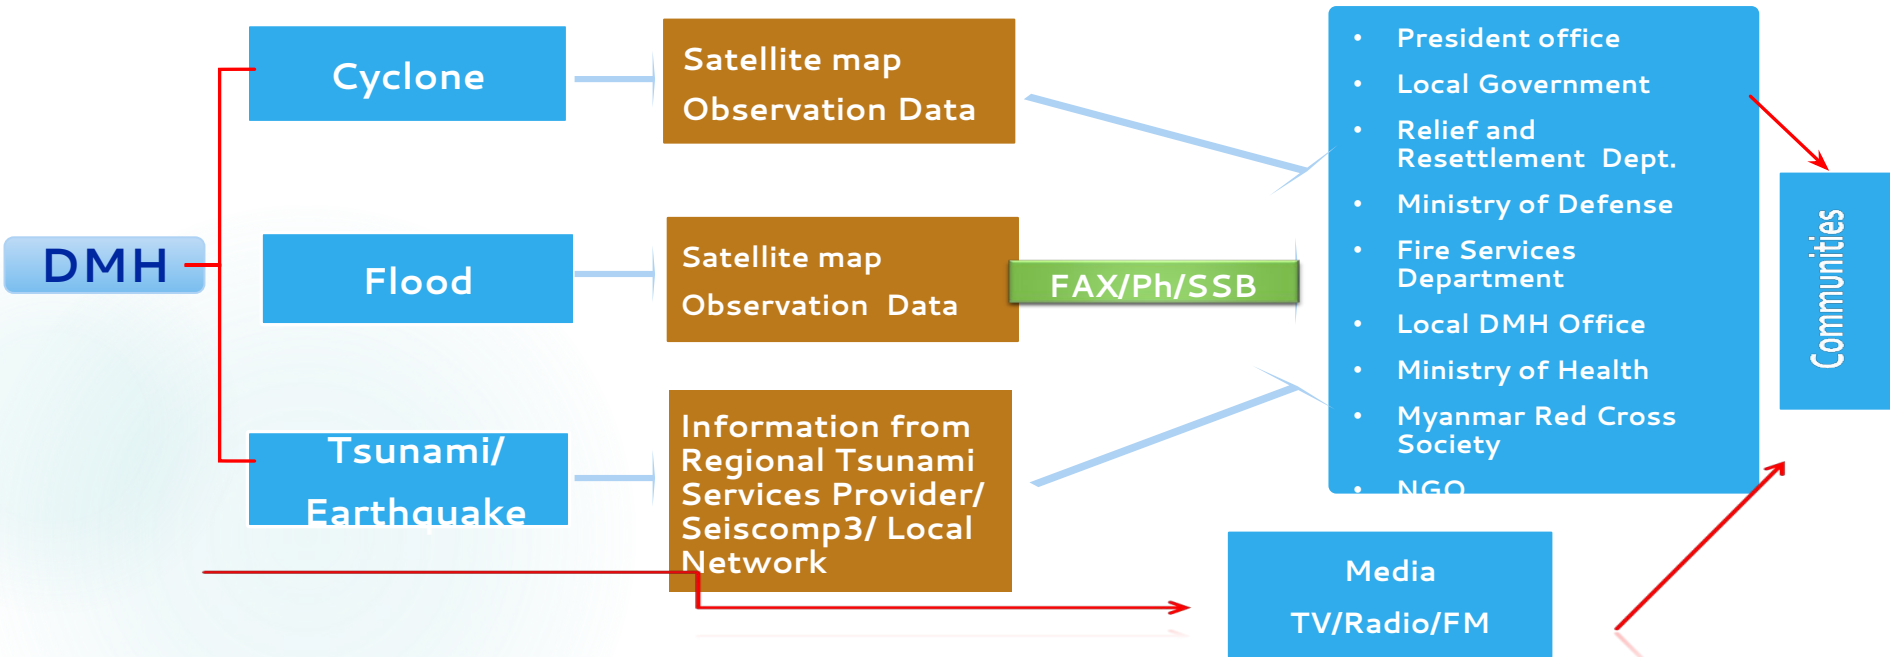 DMH
Cyclone
Satellite map
Observation Data
Flood
Satellite map
Observation Data
FAX/Ph/SSB
Tsunami/
Earthquake
Information from
Regional Tsunami
Services Provider/
Seiscomp3/ Local
Network
• President office
• Local Government
• Relief and
Resettlement Dept.
• Ministry of Defense
• Fire Services
Department
• Local DMH Office
• Ministry of Health
• Myanmar Red Cross
Society
• NGO
Media
TV/Radio/FM
Communities